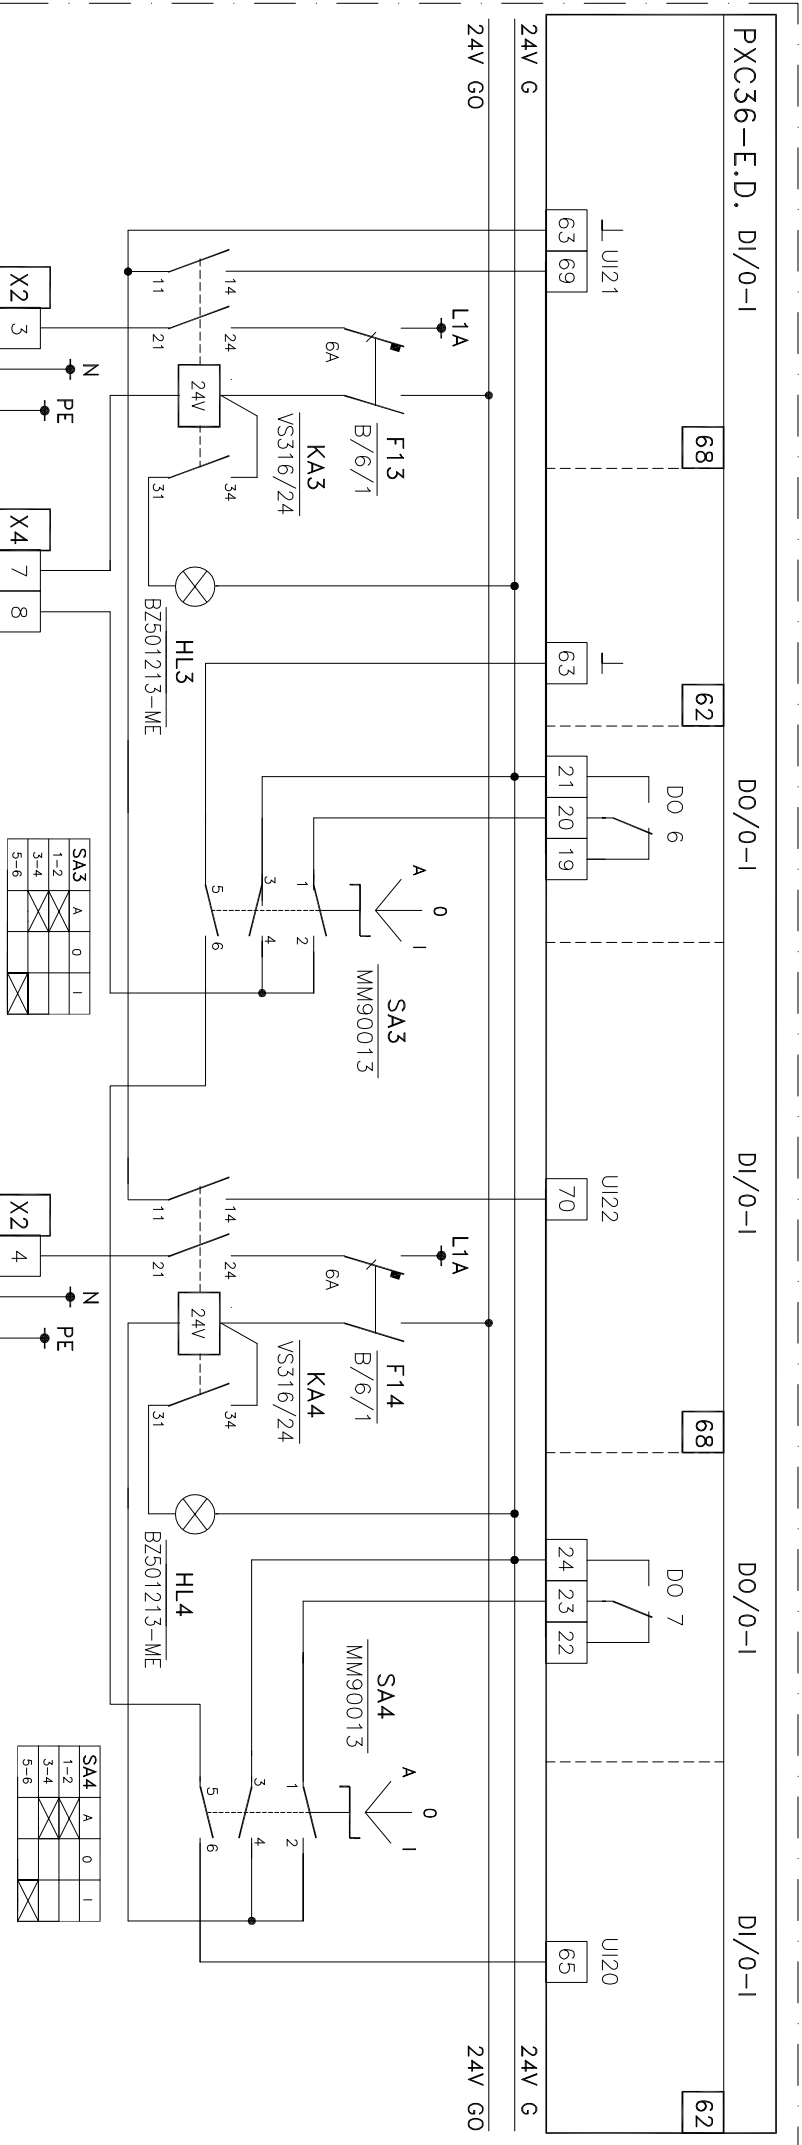 PXC36-E.D. DI/0-I
68
62
DO/0-I
DI/0-I
68
DO/0-I
DI/0-I
62
UI21
DO 6
UI22
DO 7
UI20
63 69
63
21 20 19
70
24 23 22
65
24V G
24V G
24V G0
24V G0
L1A
6A
F13
B/6/1
14
24
11
21
24V
KA3
VS316/24
34
31
HL3
BZ501213-ME
A
0
I
1
2
3
4
5
6
SA3
MM90013
L1A
6A
F14
B/6/1
14
24
11
21
24V
KA4
VS316/24
34
31
HL4
BZ501213-ME
SA4
MM90013
A
0
I
1
2
3
4
5
6
X2
3
N
PE
X4
7 8
SA3 A 0 I
1-2
3-4
5-6
X2
4
N
PE
SA4 A 0 I
1-2
3-4
5-6